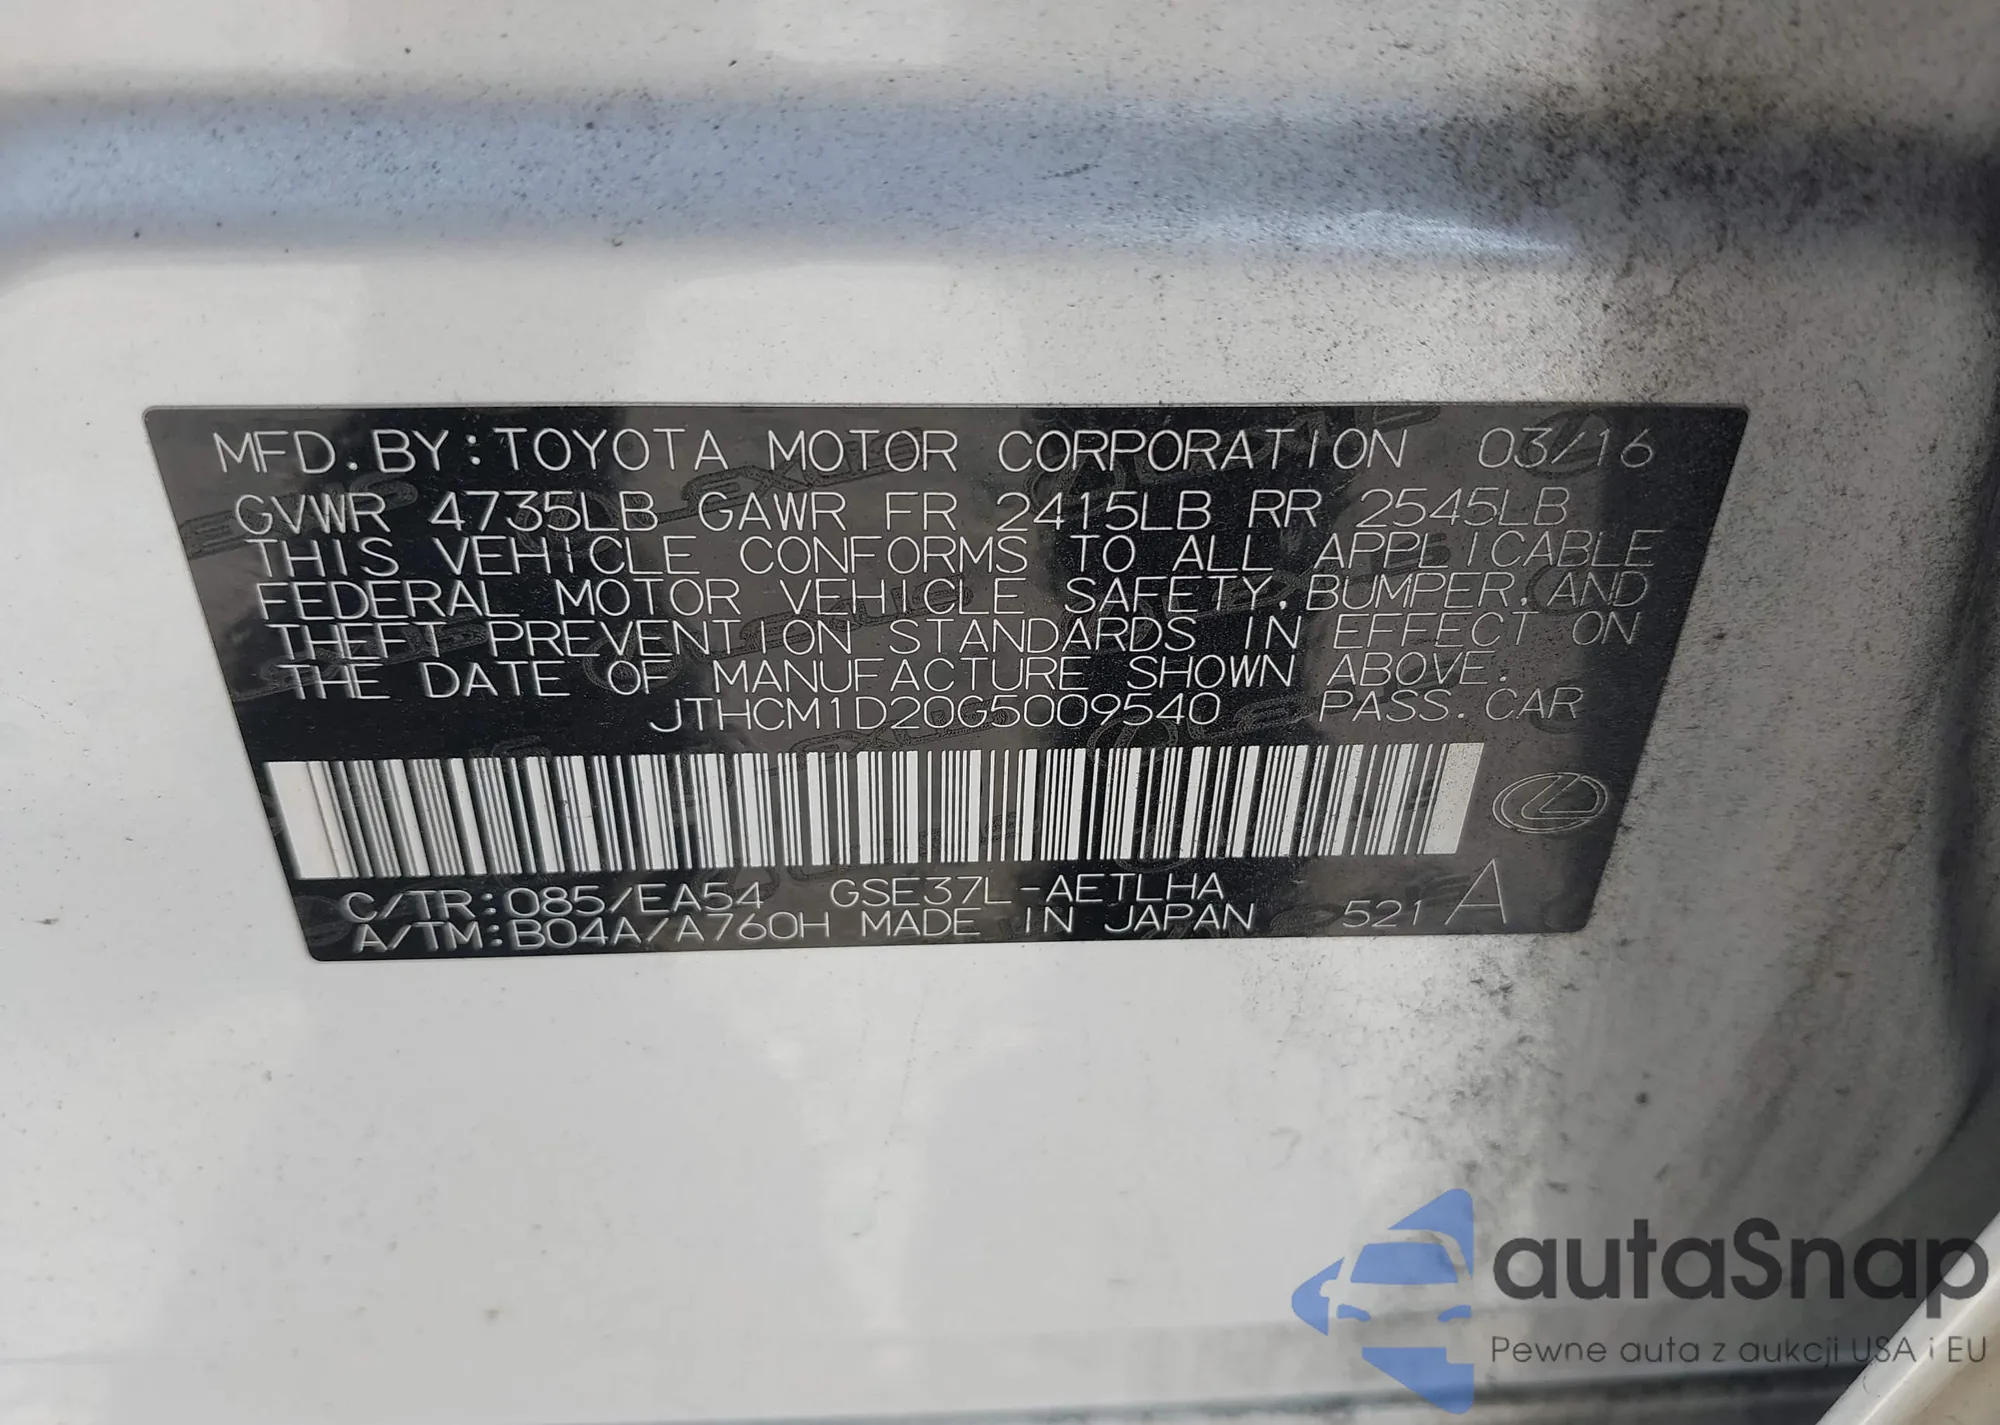 MFD. BY: TOYOTA MOTOR CORPORATION 03/16
GVWR 4735LB GAWR FR 2415LB RR 2545LB
THIS VEHICLE CONFORMS TO ALL APPLICABLE
FEDERAL MOTOR VEHICLE SAFETY, BUMPER, AND
THEFT PREVENTION STANDARDS IN EFFECT ON
THE DATE OF MANUFACTURE SHOWN ABOVE.
JTHCM1D20G5009540 PASS. CAR
C/TR: 085/EA54 GSE37L-AETLHA
A/TM: B04A/A760H MADE IN JAPAN 521 A
autaSnap
Pewne auta z aukcji USA i EU